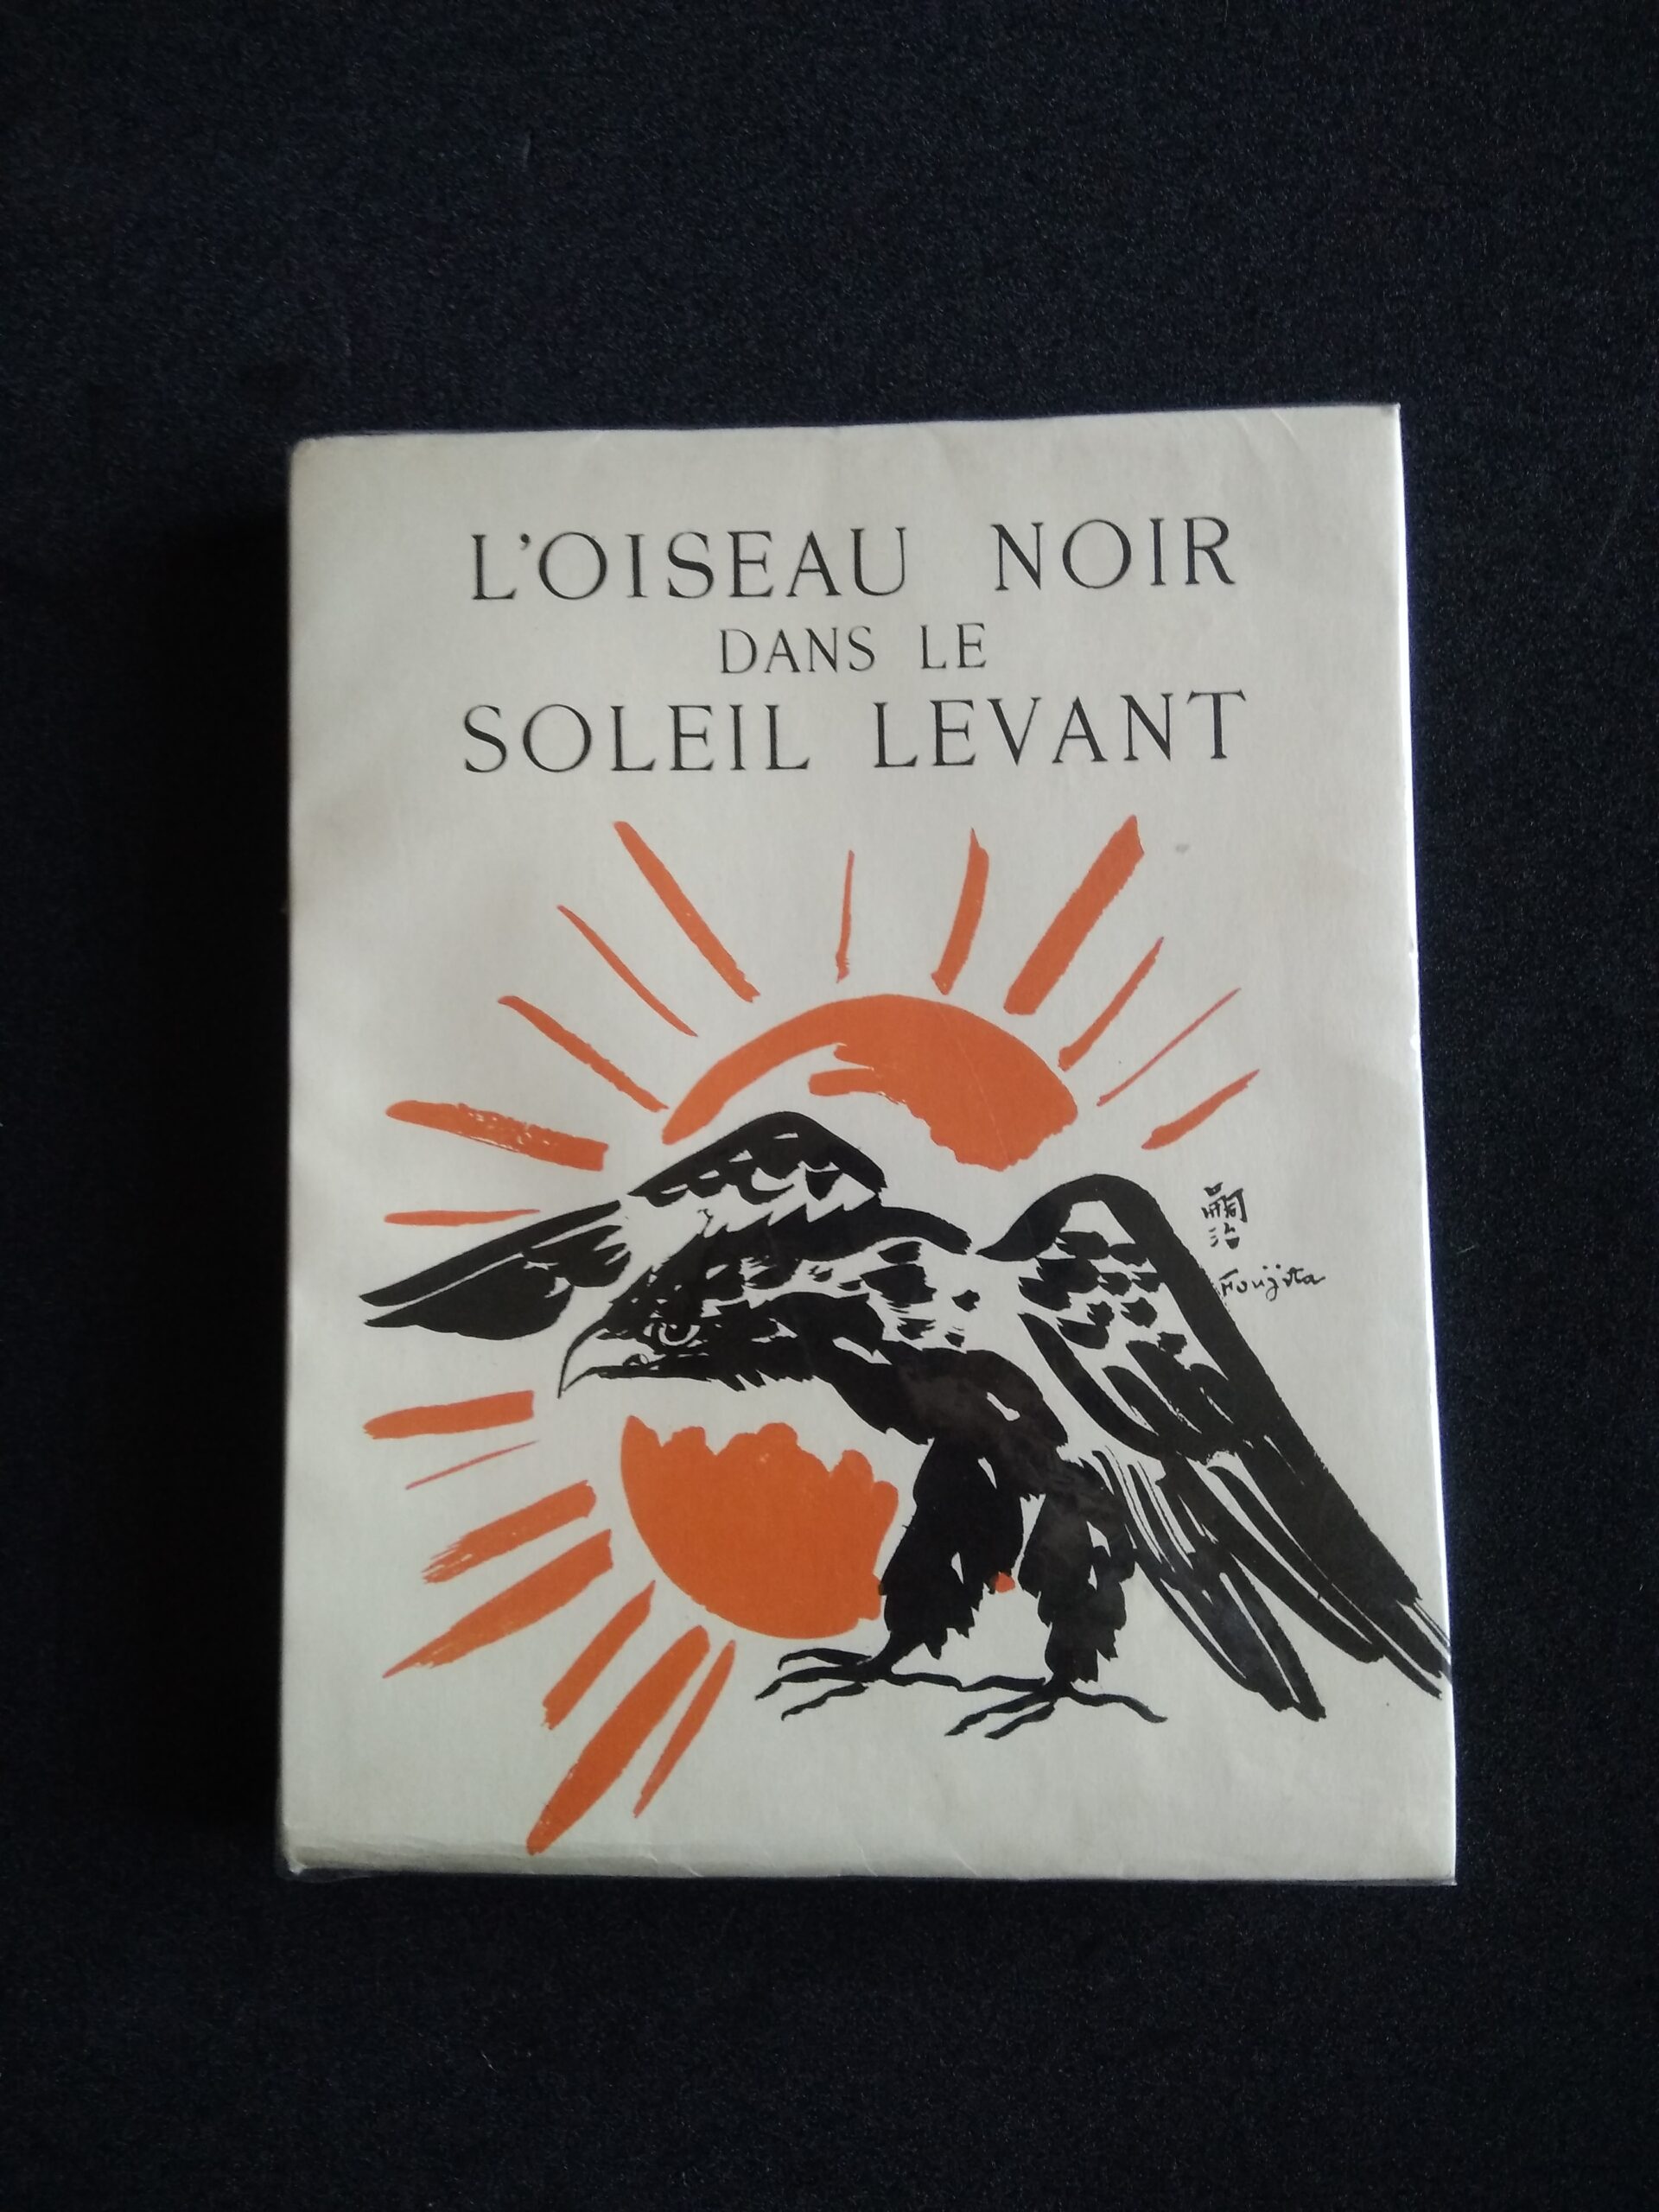 L'OISEAU NOIR
DANS LE
SOLEIL LEVANT
嗣
治
Foujita